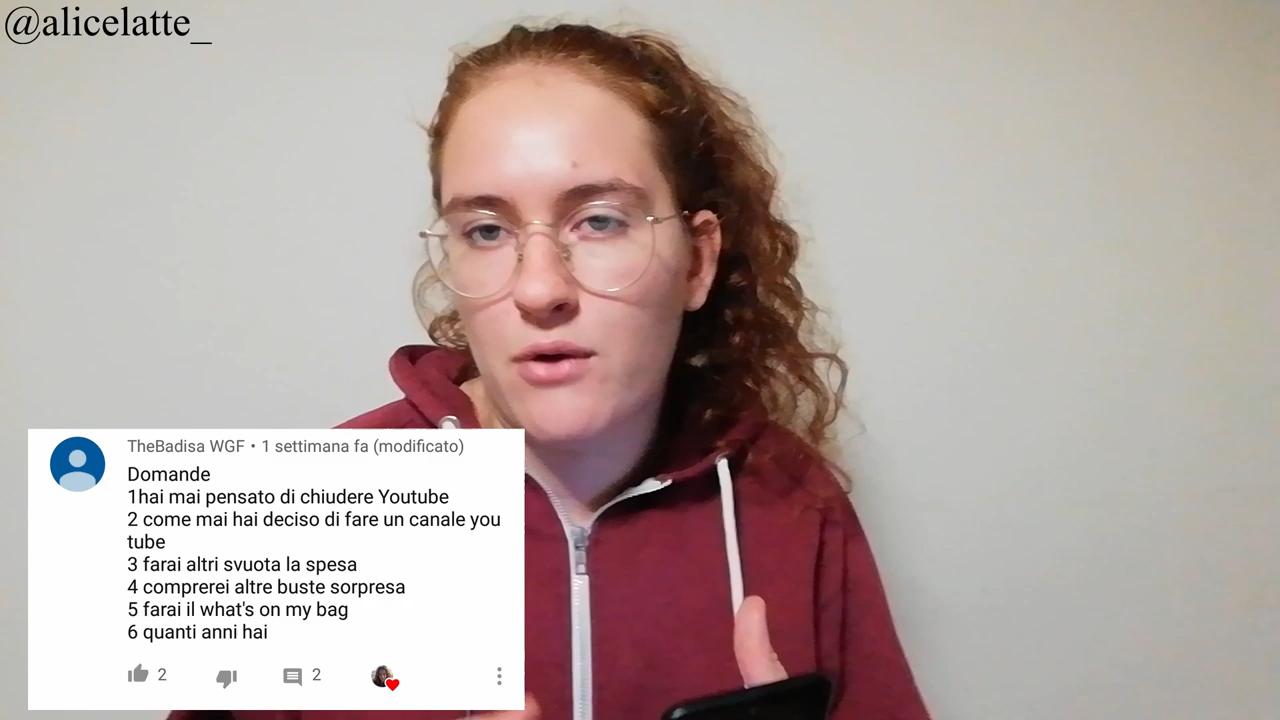 @alicelatte_
TheBadisa WGF • 1 settimana fa (modificato)
Domande
1hai mai pensato di chiudere Youtube
2 come mai hai deciso di fare un canale you
tube
3 farai altri svuota la spesa
4 comprerei altre buste sorpresa
5 farai il what's on my bag
6 quanti anni hai
2
2